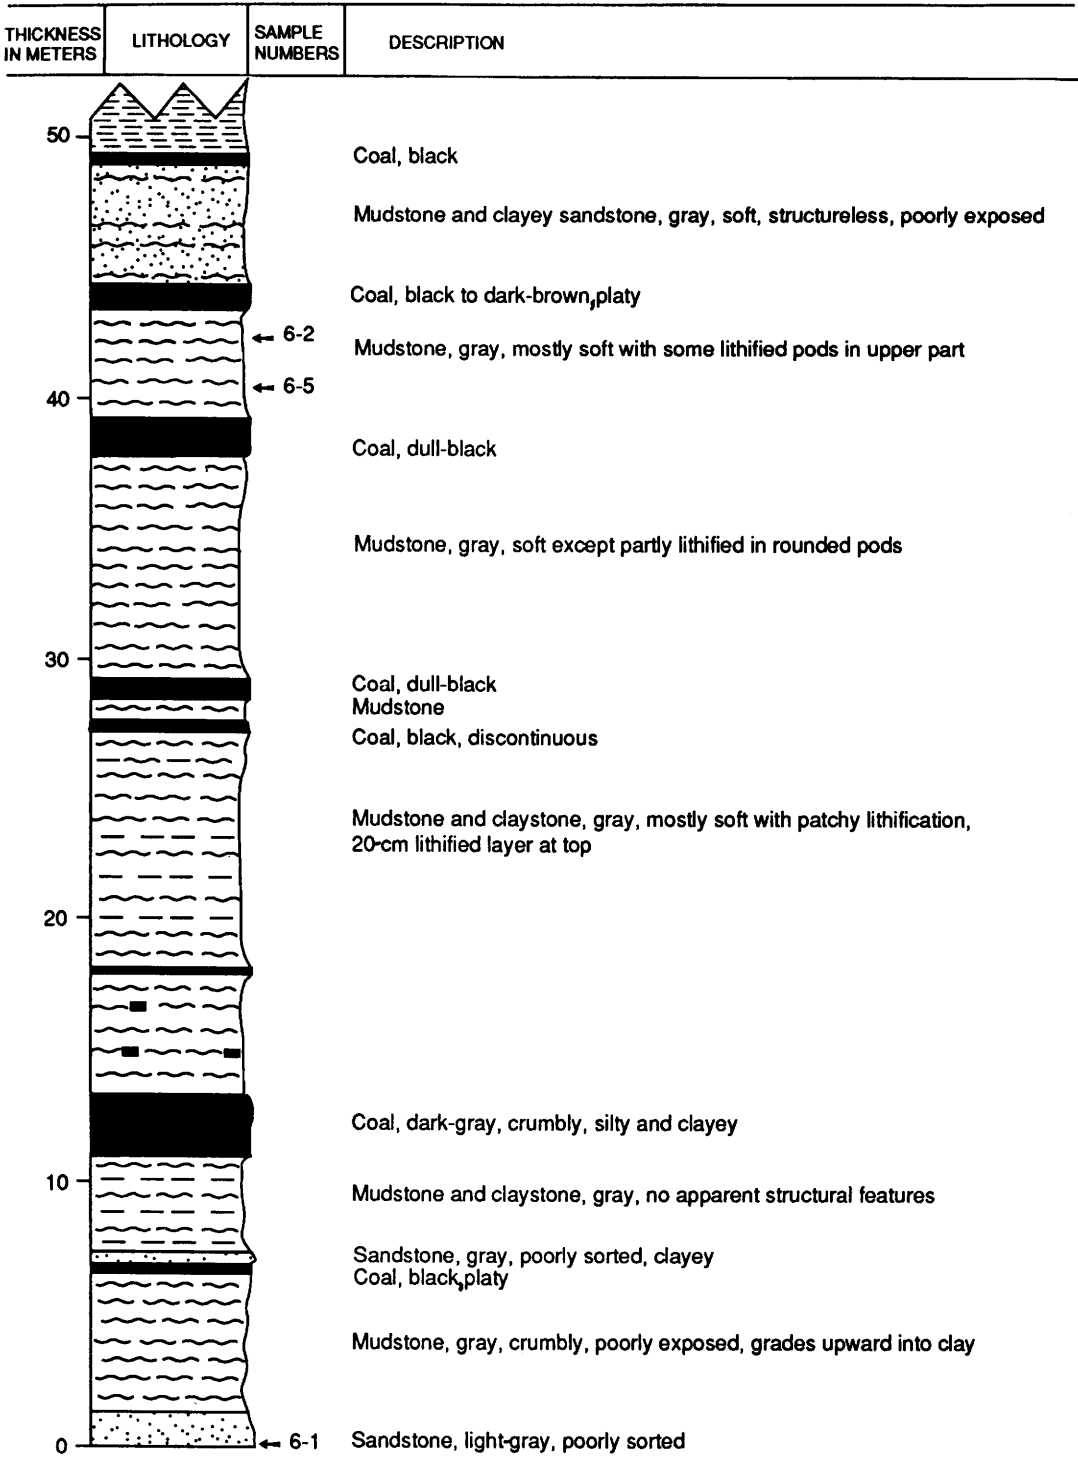 THICKNESS IN METERS
LITHOLOGY
SAMPLE NUMBERS
DESCRIPTION
50
Coal, black
Mudstone and clayey sandstone, gray, soft, structureless, poorly exposed
Coal, black to dark-brown, platy
6-2
Mudstone, gray, mostly soft with some lithified pods in upper part
6-5
40
Coal, dull-black
Mudstone, gray, soft except partly lithified in rounded pods
30
Coal, dull-black
Mudstone
Coal, black, discontinuous
Mudstone and claystone, gray, mostly soft with patchy lithification,
20-cm lithified layer at top
20
Coal, dark-gray, crumbly, silty and clayey
10
Mudstone and claystone, gray, no apparent structural features
Sandstone, gray, poorly sorted, clayey
Coal, black, platy
Mudstone, gray, crumbly, poorly exposed, grades upward into clay
0
6-1
Sandstone, light-gray, poorly sorted